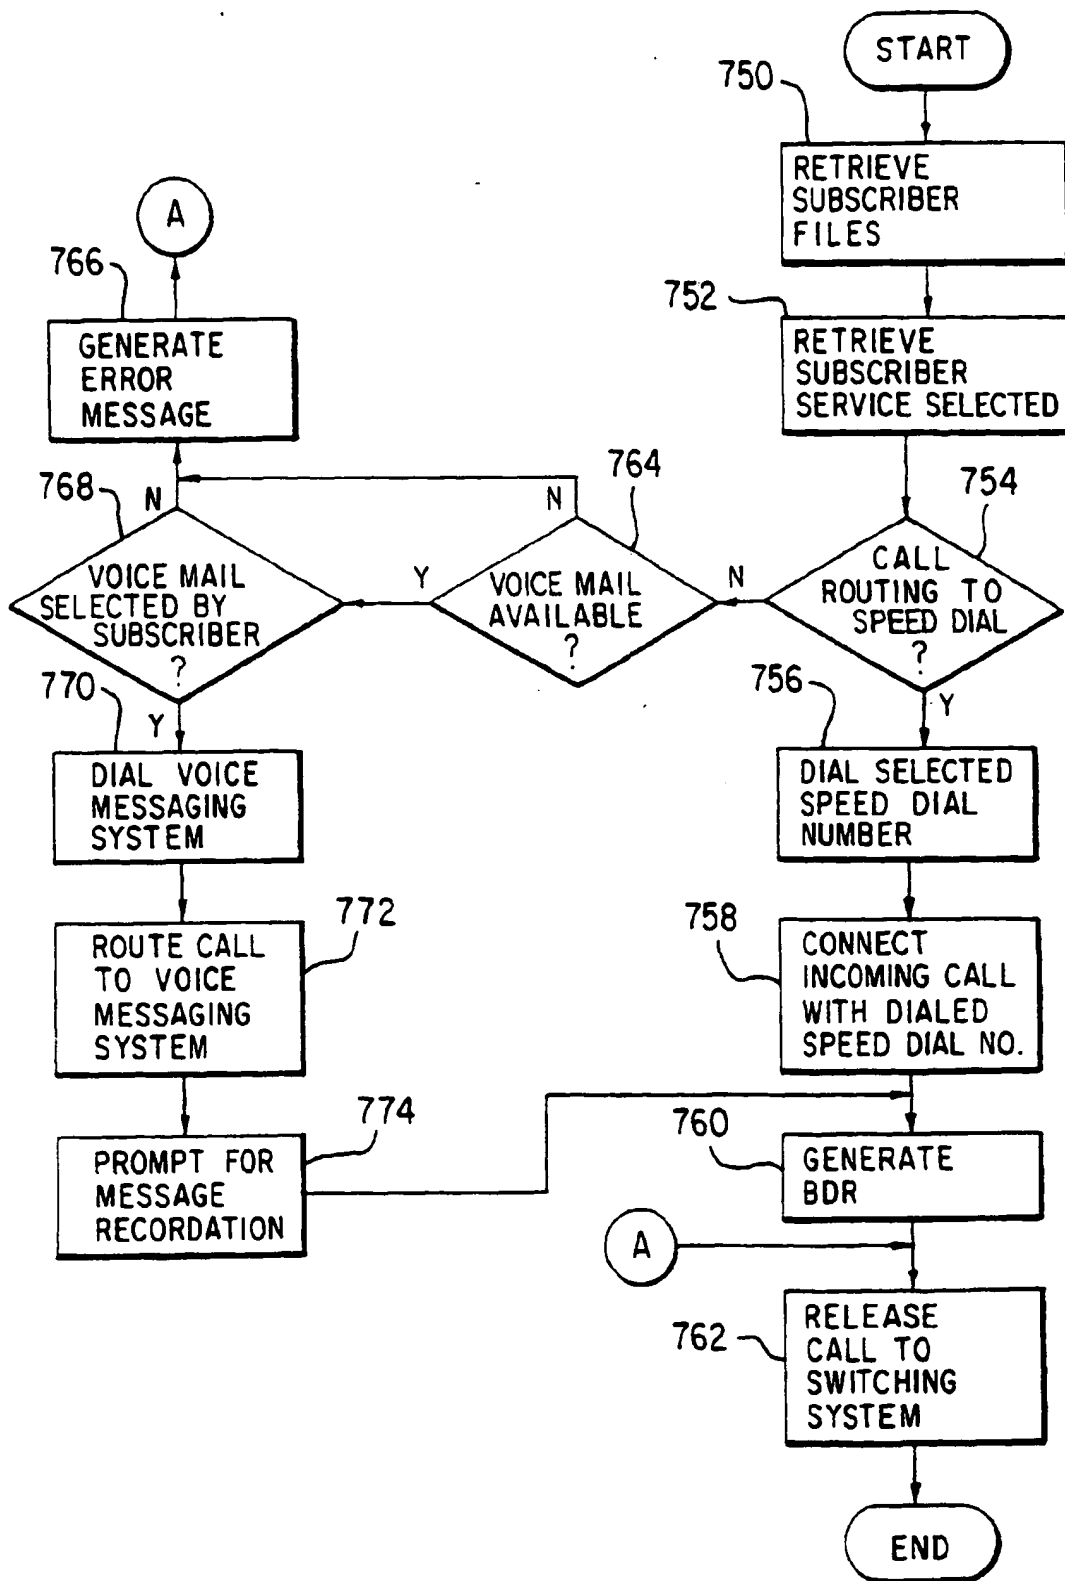 START
750
RETRIEVE
SUBSCRIBER
FILES
752
RETRIEVE
SUBSCRIBER
SERVICE SELECTED
A
766
GENERATE
ERROR
MESSAGE
768
N
VOICE MAIL
SELECTED BY
SUBSCRIBER
?
Y
764
N
VOICE MAIL
AVAILABLE
?
Y
754
N
CALL
ROUTING TO
SPEED DIAL
?
Y
756
DIAL SELECTED
SPEED DIAL
NUMBER
758
CONNECT
INCOMING CALL
WITH DIALED
SPEED DIAL NO.
770
DIAL VOICE
MESSAGING
SYSTEM
772
ROUTE CALL
TO VOICE
MESSAGING
SYSTEM
774
PROMPT FOR
MESSAGE
RECORDATION
760
GENERATE
BDR
A
762
RELEASE
CALL TO
SWITCHING
SYSTEM
END